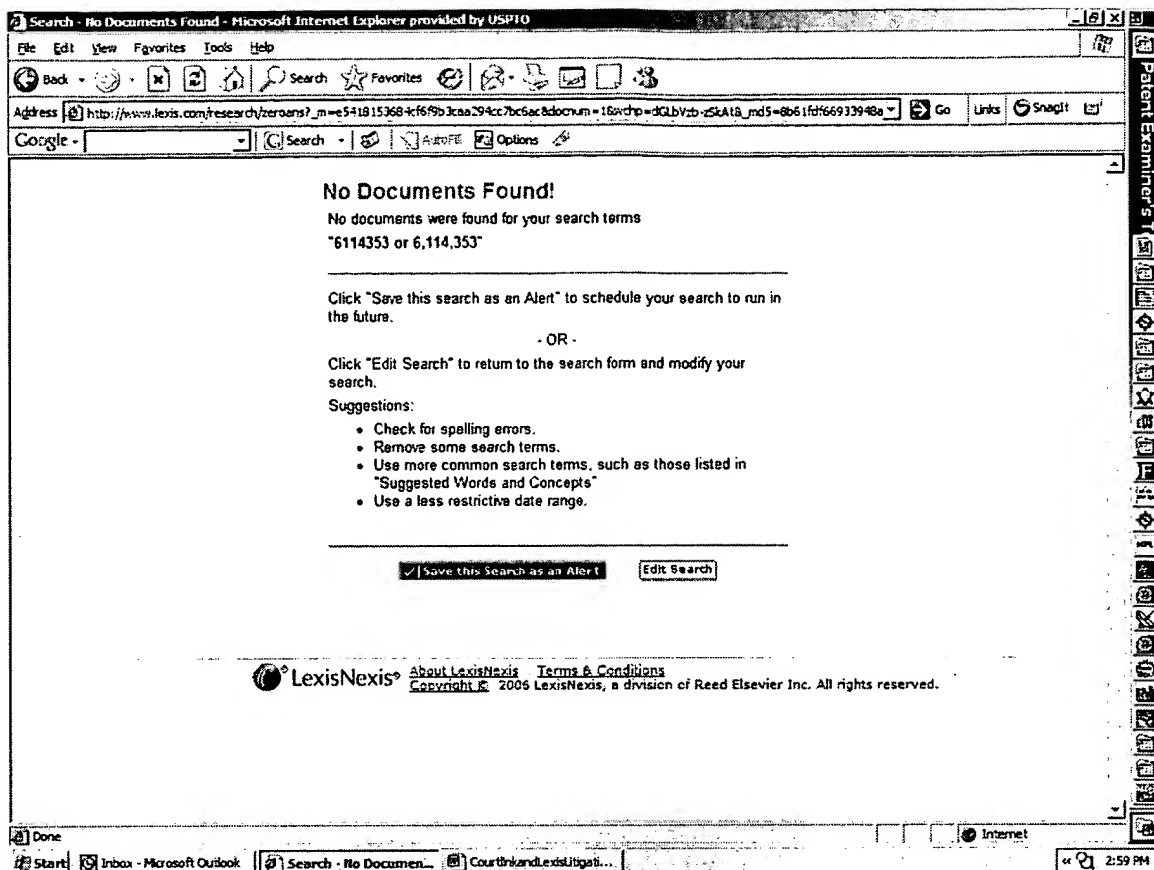 Search - No Documents Found - Microsoft Internet Explorer provided by USPTO
File Edit View Favorites Tools Help
Back Search Favorites
Address http://www.lexis.com/research/zeroans?_m= Go Links SnagIt
Google - Search AutoFill Options
Patent Examiner's T
No Documents Found!
No documents were found for your search terms
"6114353 or 6,114,353"
Click "Save this search as an Alert" to schedule your search to run in
the future.
- OR -
Click "Edit Search" to return to the search form and modify your
search.
Suggestions:
• Check for spelling errors.
• Remove some search terms.
• Use more common search terms, such as those listed in
"Suggested Words and Concepts"
• Use a less restrictive date range.
Save this Search as an Alert Edit Search
LexisNexis® About LexisNexis Terms & Conditions
Copyright © 2006 LexisNexis, a division of Reed Elsevier Inc. All rights reserved.
Done Internet
Start Inbox - Microsoft Outlook Search - No Documen... CourtlinkandLexisLitigati... « 2:59 PM